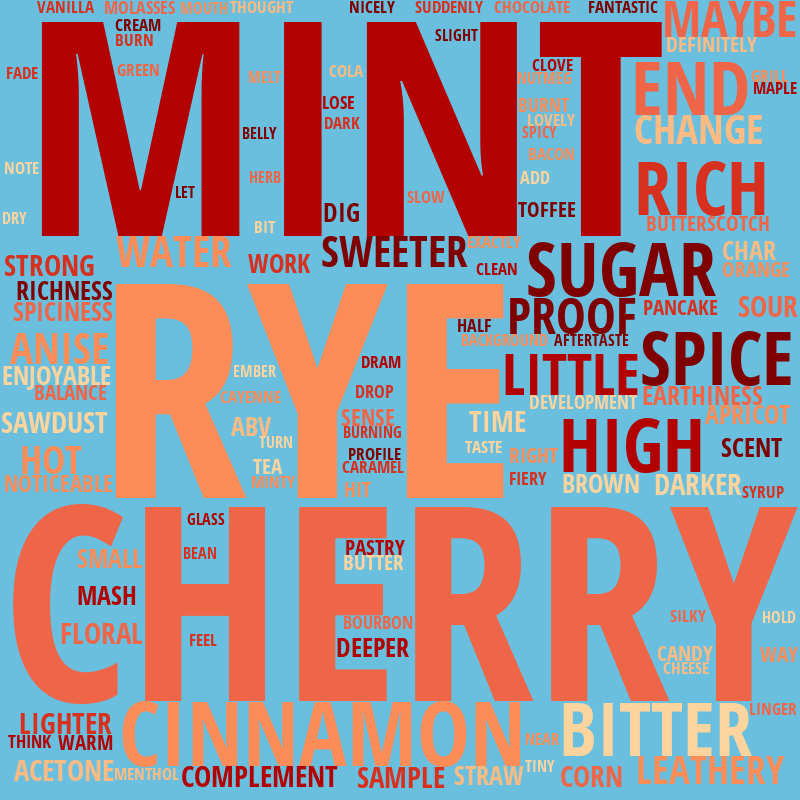 VANILLA MOLASSES MOUTH THOUGHT NICELY SUDDENLY CHOCOLATE FANTASTIC MAYBE
CREAM
BURN
SLIGHT
DEFINITELY
MINT
FADE
GREEN
MELT
COLA
CLOVE
NUTMEG
END
GRILL
MAPLE
LOSE
DARK
BURNT
LOVELY
SPICY
BELLY
CHANGE
BACON
NOTE
HERB
ADD
RICH
LET
SLOW
DRY
BIT
DIG
TOFFEE
BUTTERSCOTCH
WATER
SWEETER
EXACTLY
STRONG
WORK
CLEAN
SUGAR
CHAR
ORANGE
RICHNESS
SPICINESS
RYE
HALF
PROOF
PANCAKE
SOUR
BACKGROUND
AFTERTASTE
ANISE
ENJOYABLE
BALANCE
EMBER
CAYENNE
DRAM
DROP
LITTLE
SPICE
DEVELOPMENT
EARTHINESS
APRICOT
SAWDUST
ABV
TURN
SENSE
BURNING
TIME
HIGH
SCENT
HOT
NOTICEABLE
TEA
MINTY
PROFILE
CARAMEL
HIT
TASTE
RIGHT
FIERY
BROWN
DARKER
SYRUP
CHERRY
GLASS
SMALL
BEAN
PASTRY
BUTTER
MASH
FLORAL
FEEL
BOURBON
DEEPER
SILKY
HOLD
CANDY
CHEESE
WAY
LIGHTER
THINK
WARM
CINNAMON
NEAR
BITTER
LINGER
ACETONE
MENTHOL
COMPLEMENT
SAMPLE
STRAW
TINY
CORN
LEATHERY